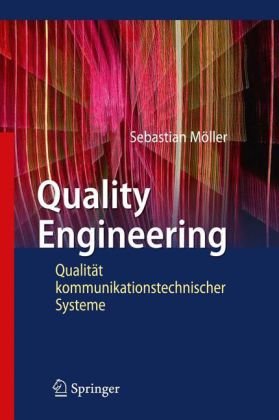 Sebastian Möller
Quality
Engineering
Qualität
kommunikationstechnischer
Systeme
Springer